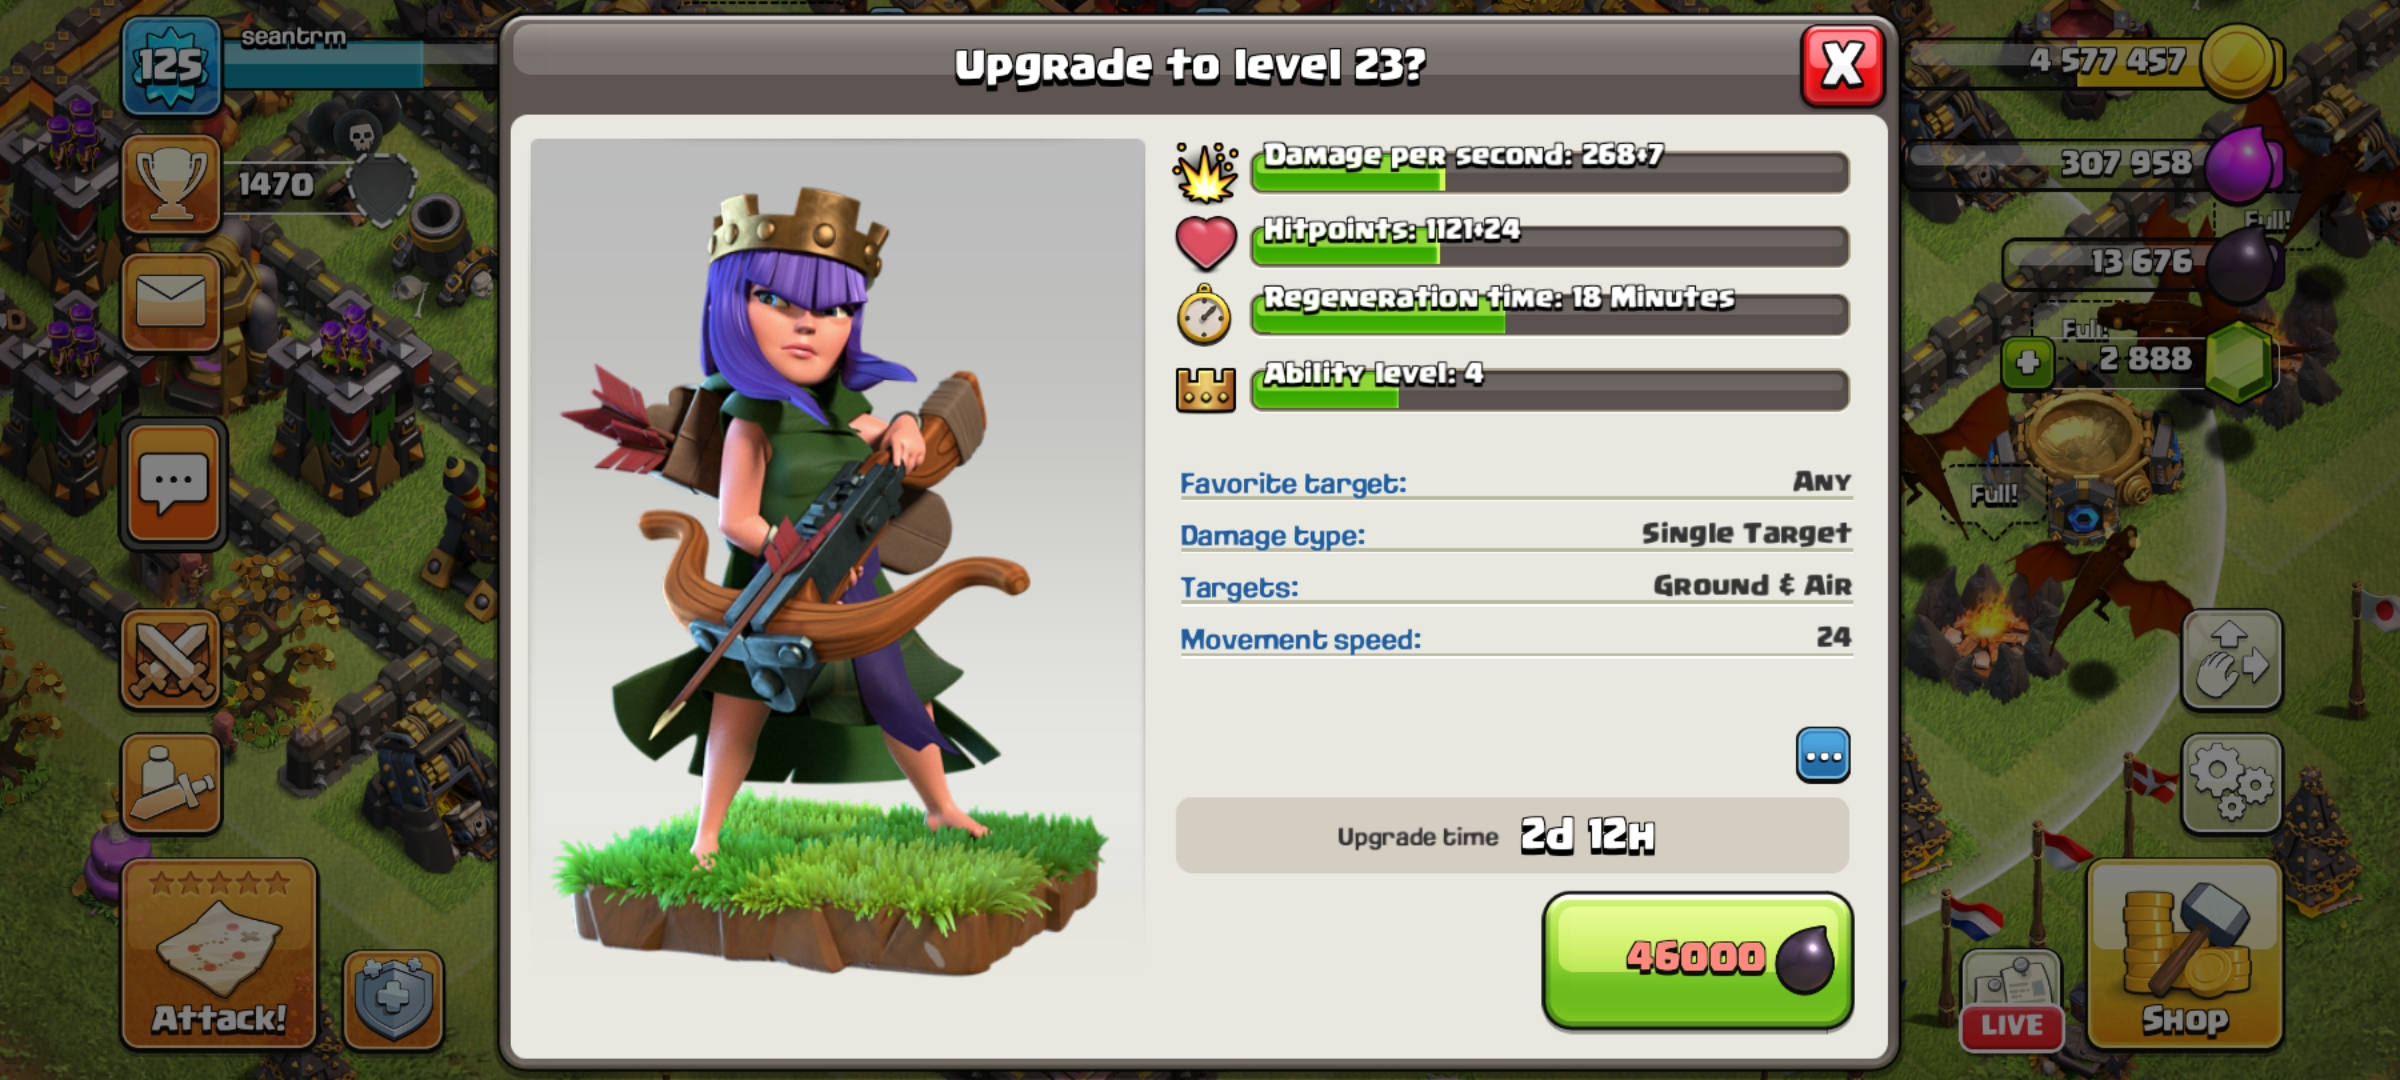 125
seantrm
Upgrade to level 23?
X
4 577 457
1470
307 958
Full!
13 676
Full!
2 888
Full!
Damage per second: 268+7
Hitpoints: 1121+24
Regeneration time: 18 Minutes
Ability level: 4
Favorite target: Any
Damage type: Single Target
Targets: Ground & Air
Movement speed: 24
Upgrade time 2d 12H
46000
Attack!
LIVE
Shop